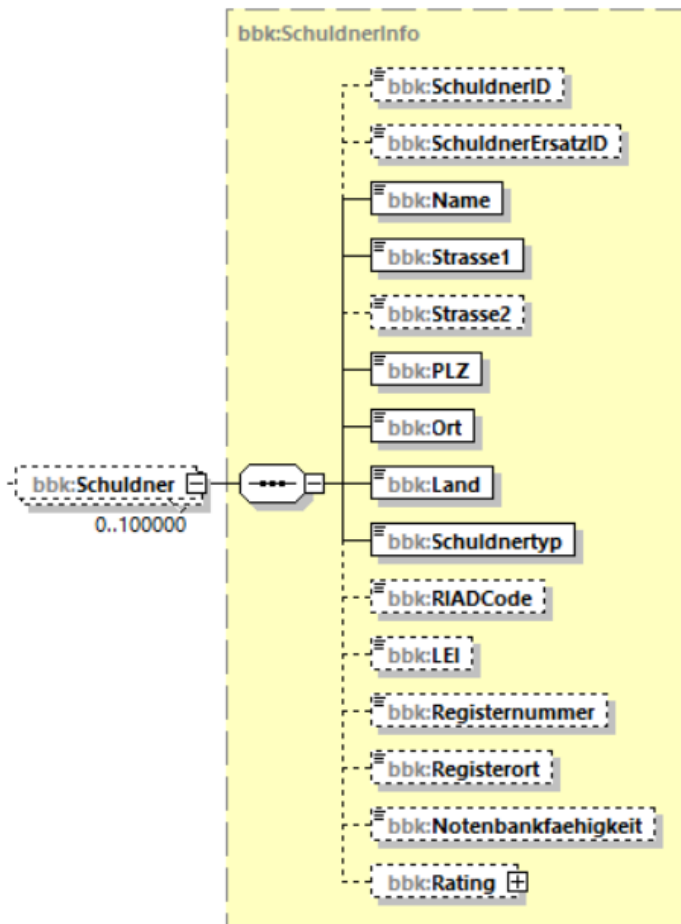 bbk:SchuldnerInfo
bbk:SchuldnerID
bbk:SchuldnerErsatzID
bbk:Name
bbk:Strasse1
bbk:Strasse2
bbk:PLZ
bbk:Ort
bbk:Schuldner
bbk:Land
0..100000
bbk:Schuldnertyp
bbk:RIADCode
bbk:LEI
bbk:Registernummer
bbk:Registerort
bbk:Notenbankfaehigkeit
bbk:Rating